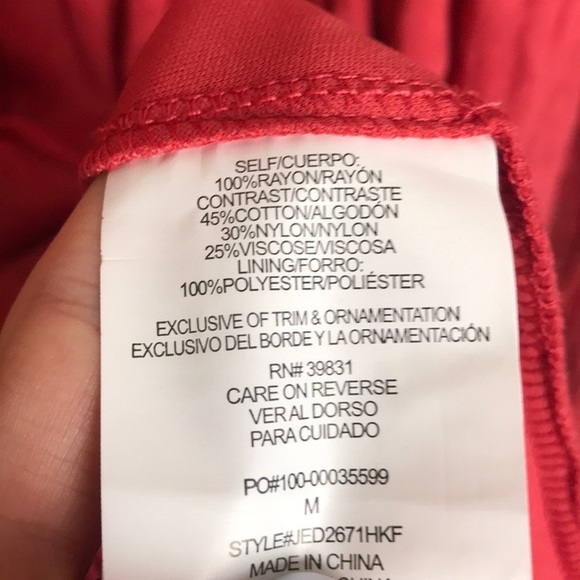 SELF/CUERPO:
100%RAYON/RAYÓN
CONTRAST/CONTRASTE
45%COTTON/ALGODÓN
30%NYLON/NYLON
25%VISCOSE/VISCOSA
LINING/FORRO:
100%POLYESTER/POLIÉSTER
EXCLUSIVE OF TRIM & ORNAMENTATION
EXCLUSIVO DEL BORDE Y LA ORNAMENTACIÓN
RN# 39831
CARE ON REVERSE
VER AL DORSO
PARA CUIDADO
PO#100-00035599
M
STYLE#JED2671HKF
MADE IN CHINA
CHINA